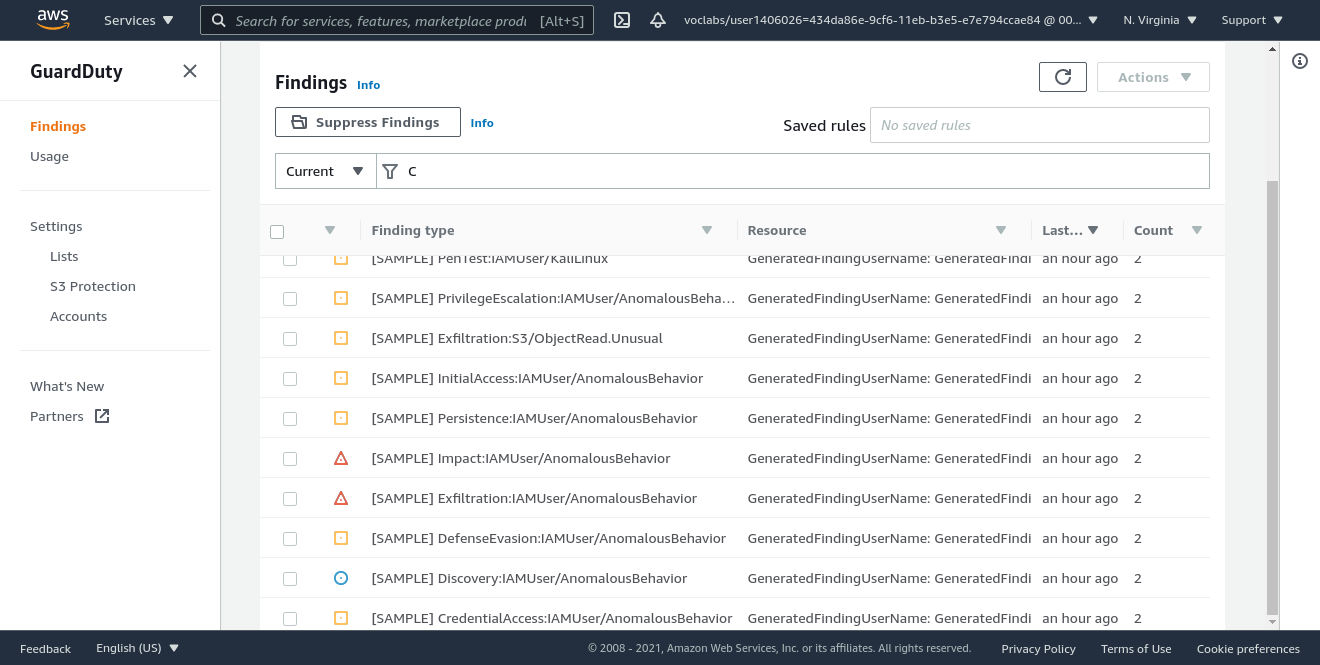 aws
Services
Search for services, features, marketplace produ [Alt+S]
voclabs/user1406026=434da86e-9cf6-11eb-b3e5-e7e794ccae84 @ 00...
N. Virginia
Support
GuardDuty
Findings
Usage
Settings
Lists
S3 Protection
Accounts
What's New
Partners
Findings Info
Actions
Suppress Findings Info
Saved rules No saved rules
Current C
Finding type Resource Last... Count
[SAMPLE] PenTest:IAMUser/KaliLinux GeneratedFindingUserName: GeneratedFindi an hour ago 2
[SAMPLE] PrivilegeEscalation:IAMUser/AnomalousBeha... GeneratedFindingUserName: GeneratedFindi an hour ago 2
[SAMPLE] Exfiltration:S3/ObjectRead.Unusual GeneratedFindingUserName: GeneratedFindi an hour ago 2
[SAMPLE] InitialAccess:IAMUser/AnomalousBehavior GeneratedFindingUserName: GeneratedFindi an hour ago 2
[SAMPLE] Persistence:IAMUser/AnomalousBehavior GeneratedFindingUserName: GeneratedFindi an hour ago 2
[SAMPLE] Impact:IAMUser/AnomalousBehavior GeneratedFindingUserName: GeneratedFindi an hour ago 2
[SAMPLE] Exfiltration:IAMUser/AnomalousBehavior GeneratedFindingUserName: GeneratedFindi an hour ago 2
[SAMPLE] DefenseEvasion:IAMUser/AnomalousBehavior GeneratedFindingUserName: GeneratedFindi an hour ago 2
[SAMPLE] Discovery:IAMUser/AnomalousBehavior GeneratedFindingUserName: GeneratedFindi an hour ago 2
[SAMPLE] CredentialAccess:IAMUser/AnomalousBehavior GeneratedFindingUserName: GeneratedFindi an hour ago 2
Feedback
English (US)
© 2008 - 2021, Amazon Web Services, Inc. or its affiliates. All rights reserved.
Privacy Policy
Terms of Use
Cookie preferences